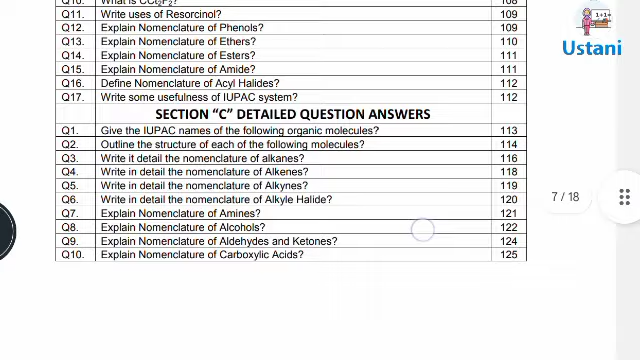 Q10. What is CCl2F2? 108
Q11. Write uses of Resorcinol? 109
Q12. Explain Nomenclature of Phenols? 109
Q13. Explain Nomenclature of Ethers? 110
Q14. Explain Nomenclature of Esters? 111
Q15. Explain Nomenclature of Amide? 111
Q16. Define Nomenclature of Acyl Halides? 112
Q17. Write some usefulness of IUPAC system? 112
SECTION “C” DETAILED QUESTION ANSWERS
Q1. Give the IUPAC names of the following organic molecules? 113
Q2. Outline the structure of each of the following molecules? 114
Q3. Write it detail the nomenclature of alkanes? 116
Q4. Write in detail the nomenclature of Alkenes? 118
Q5. Write in detail the nomenclature of Alkynes? 119
Q6. Write in detail the nomenclature of Alkyle Halide? 120
Q7. Explain Nomenclature of Amines? 121
Q8. Explain Nomenclature of Alcohols? 122
Q9. Explain Nomenclature of Aldehydes and Ketones? 124
Q10. Explain Nomenclature of Carboxylic Acids? 125
1+1=
Ustani
7 / 18